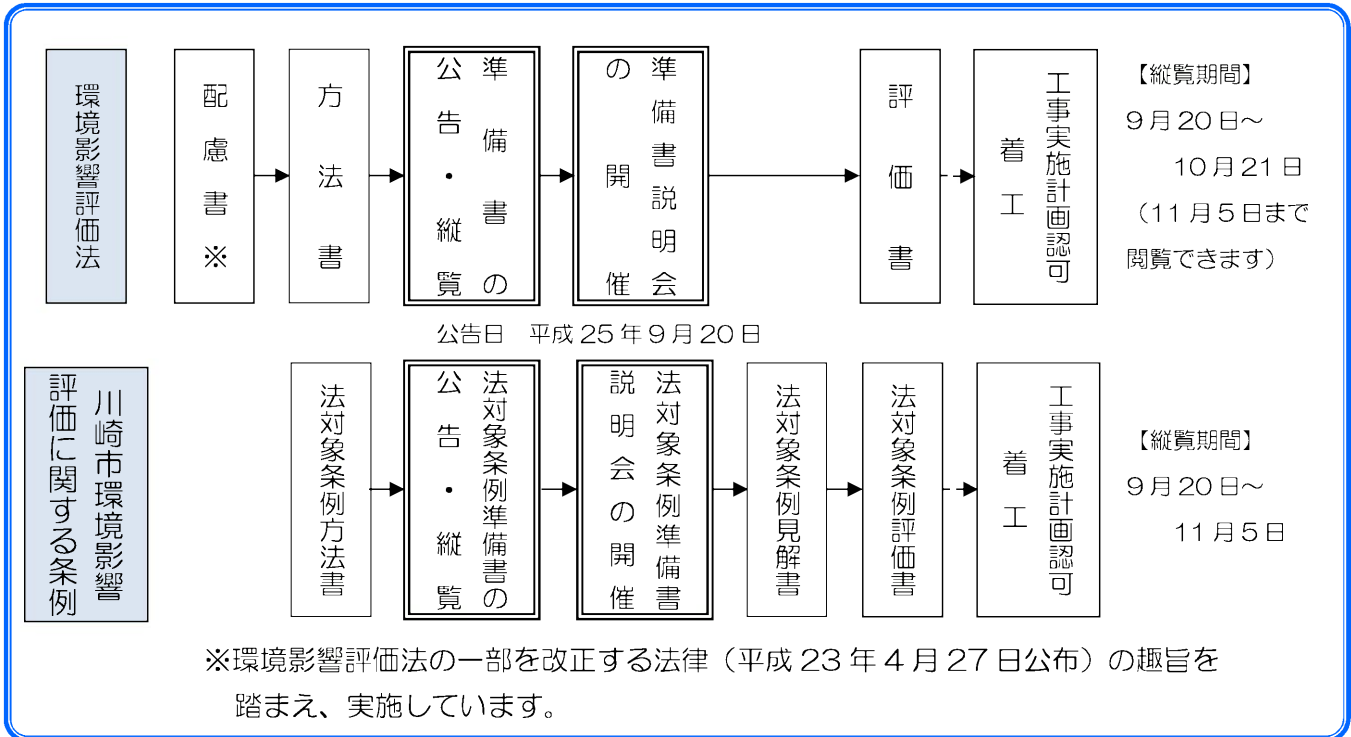 環境影響評価法
配慮書※
方法書
準備書の
公告・縦覧
準備書説明会
の開催
評価書
工事実施計画認可
着工
【縦覧期間】
9月20日～
10月21日
（11月5日まで
閲覧できます）
公告日　平成25年9月20日
川崎市環境影響
評価に関する条例
法対象条例方法書
法対象条例準備書の
公告・縦覧
法対象条例準備書
説明会の開催
法対象条例見解書
法対象条例評価書
工事実施計画認可
着工
【縦覧期間】
9月20日～
11月5日
※環境影響評価法の一部を改正する法律（平成23年4月27日公布）の趣旨を
踏まえ、実施しています。